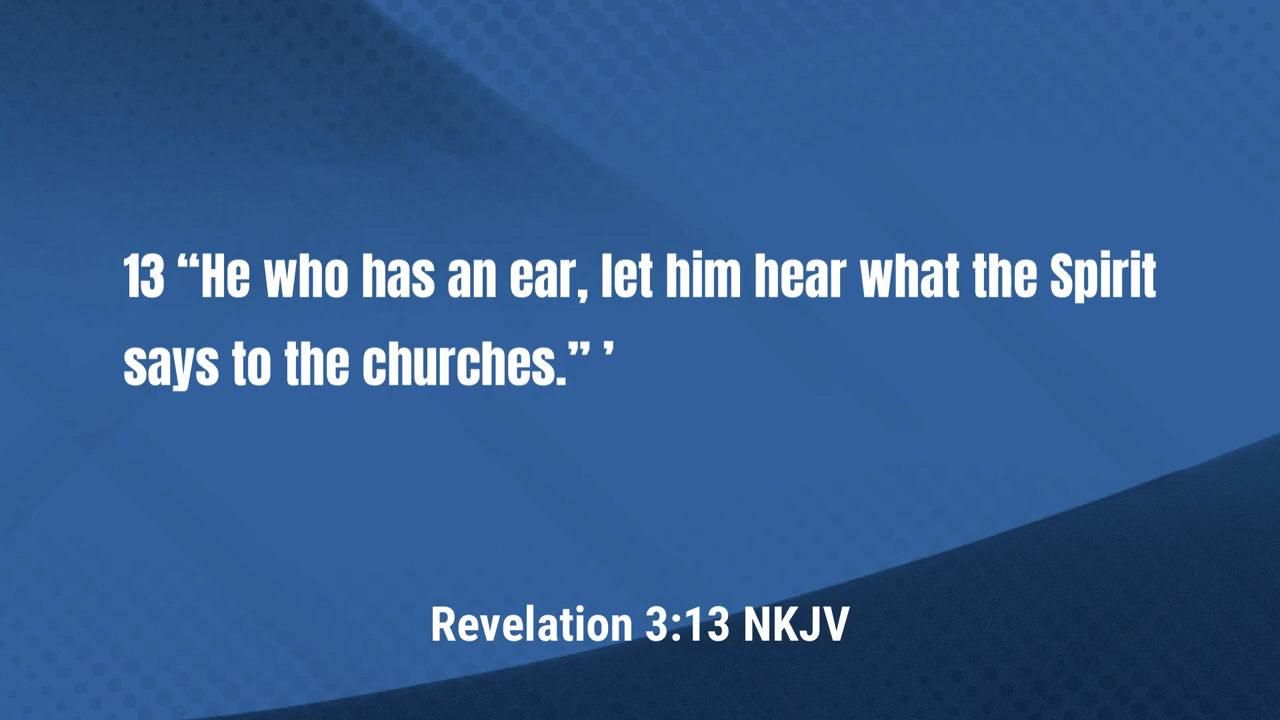 13 “He who has an ear, let him hear what the Spirit
says to the churches.” ’
Revelation 3:13 NKJV